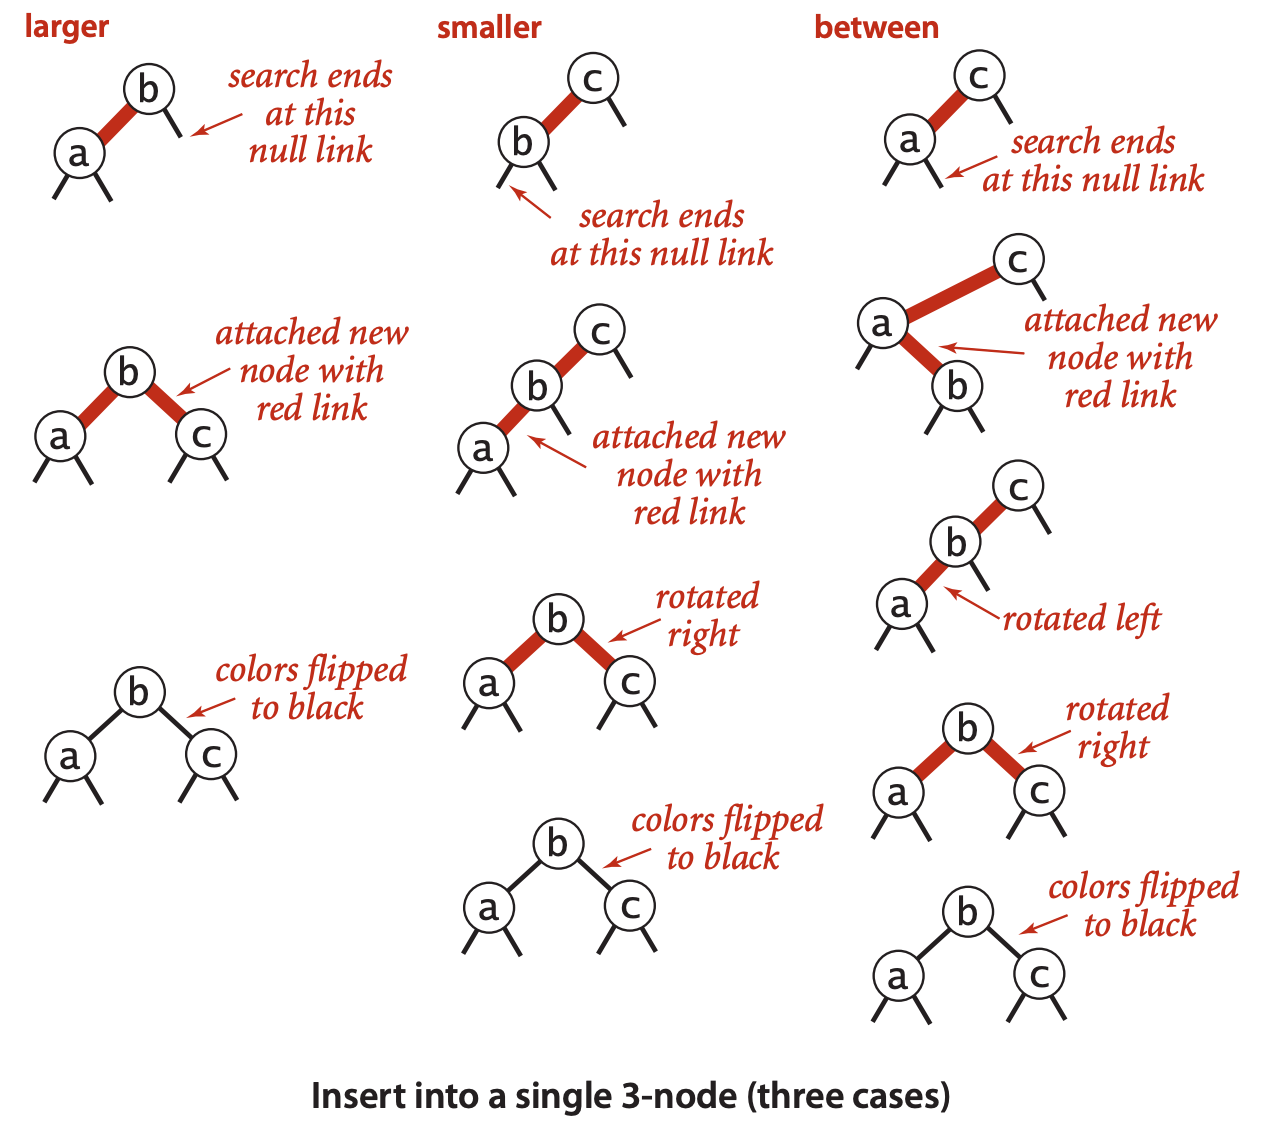 larger
b
search ends
at this
null link
a
attached new
node with
red link
b
a
c
colors flipped
to black
b
a
c
smaller
c
b
search ends
at this null link
c
b
a
attached new
node with
red link
rotated
right
b
a
c
colors flipped
to black
b
a
c
between
c
a
search ends
at this null link
c
a
attached new
node with
red link
b
c
b
a
rotated left
rotated
right
b
a
c
colors flipped
to black
b
a
c
Insert into a single 3-node (three cases)